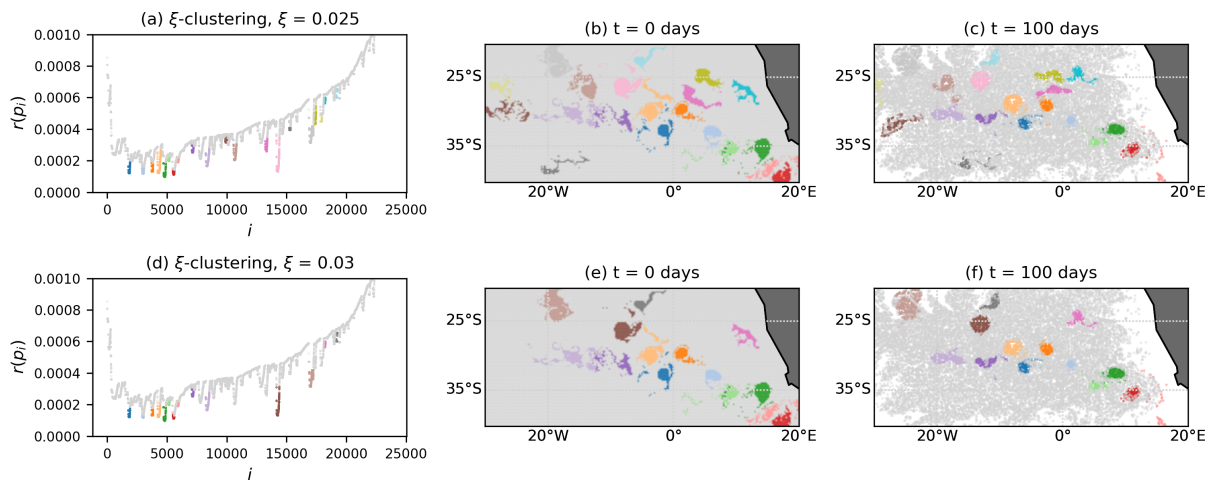 (a) ξ-clustering, ξ = 0.025
0.0010
0.0008
0.0006
0.0004
0.0002
0.0000
r(pᵢ)
0 5000 10000 15000 20000 25000
i
(b) t = 0 days
25°S
35°S
20°W 0° 20°E
(c) t = 100 days
25°S
35°S
20°W 0° 20°E
(d) ξ-clustering, ξ = 0.03
0.0010
0.0008
0.0006
0.0004
0.0002
0.0000
r(pᵢ)
0 5000 10000 15000 20000 25000
i
(e) t = 0 days
25°S
35°S
20°W 0° 20°E
(f) t = 100 days
25°S
35°S
20°W 0° 20°E